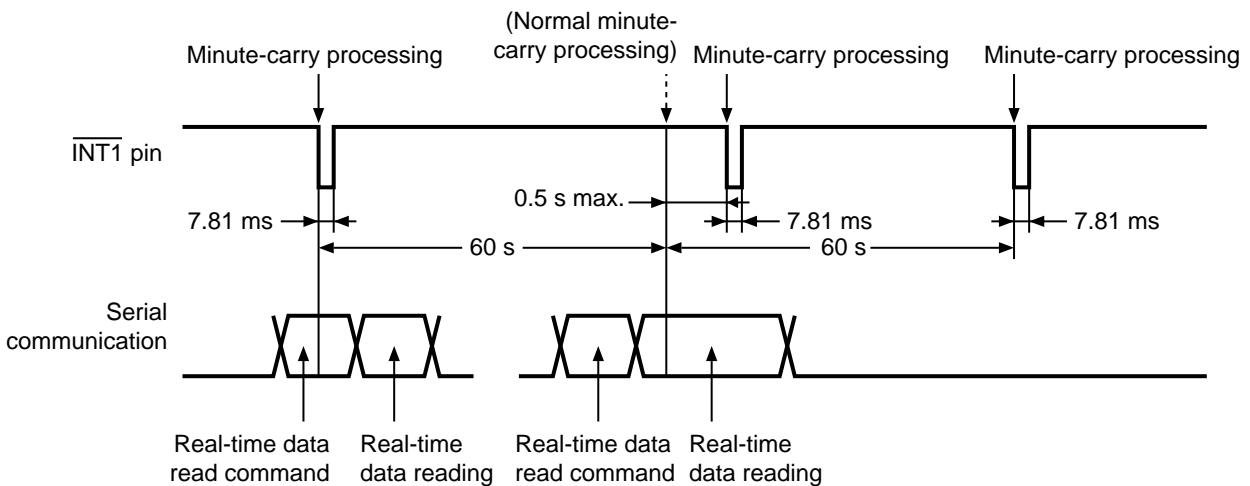 (Normal minute-
carry processing)
Minute-carry processing
Minute-carry processing
Minute-carry processing
INT1 pin
0.5 s max.
7.81 ms
7.81 ms
7.81 ms
60 s
60 s
Serial
communication
Real-time data
read command
Real-time
data reading
Real-time data
read command
Real-time
data reading